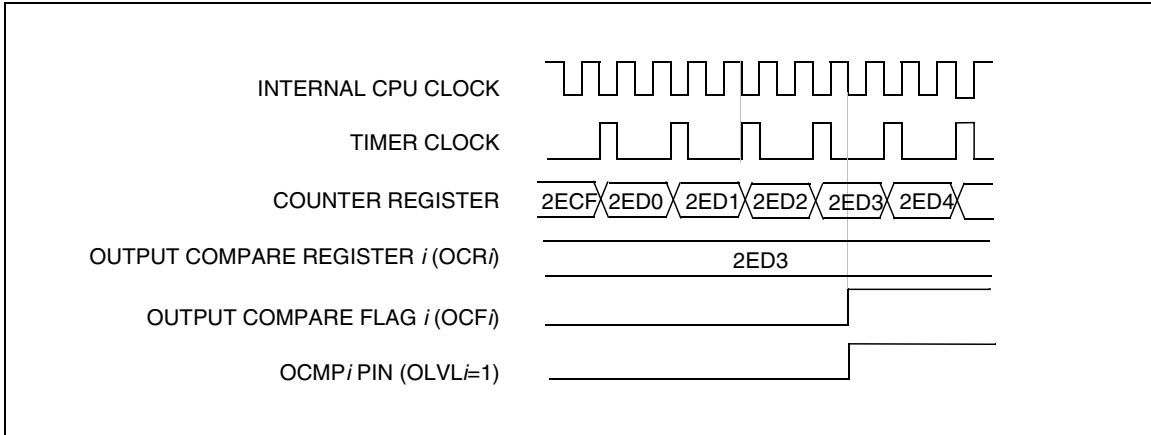 INTERNAL CPU CLOCK
TIMER CLOCK
COUNTER REGISTER 2ECF 2ED0 2ED1 2ED2 2ED3 2ED4
OUTPUT COMPARE REGISTER i (OCRi) 2ED3
OUTPUT COMPARE FLAG i (OCFi)
OCMPi PIN (OLVLi=1)